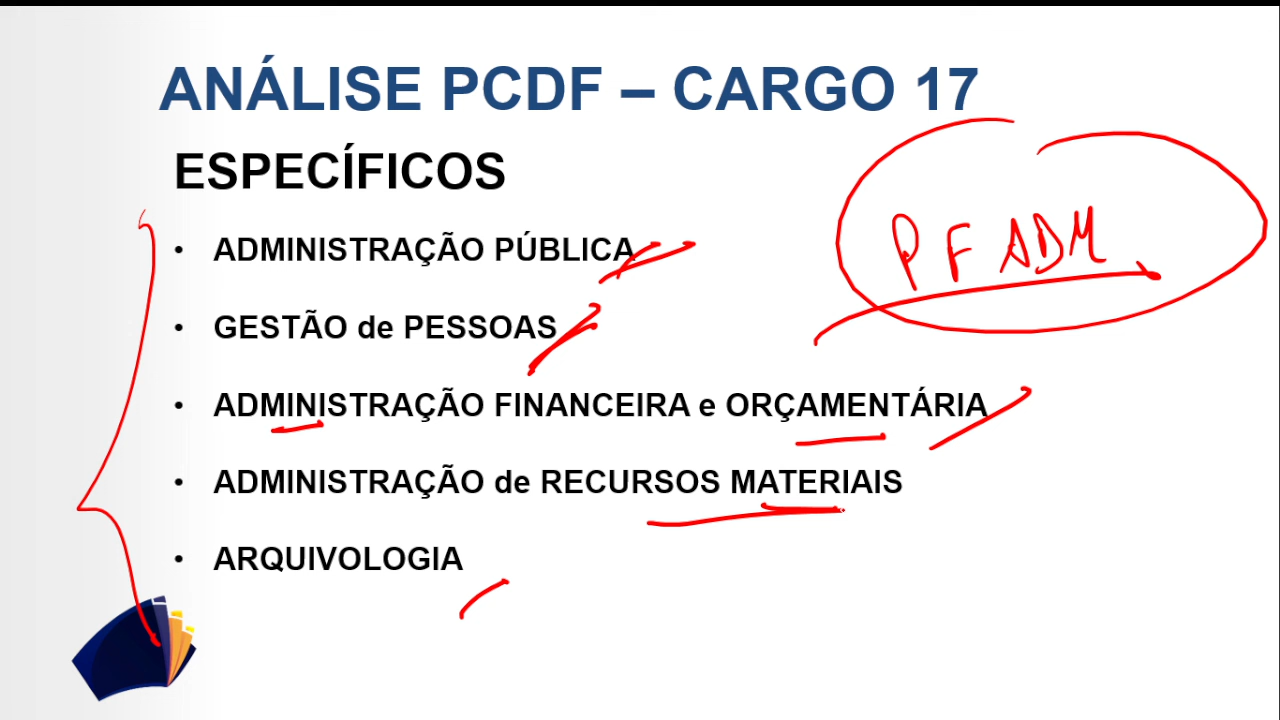 ANÁLISE PCDF – CARGO 17
ESPECÍFICOS
PF ADM
• ADMINISTRAÇÃO PÚBLICA
• GESTÃO de PESSOAS
• ADMINISTRAÇÃO FINANCEIRA e ORÇAMENTÁRIA
• ADMINISTRAÇÃO de RECURSOS MATERIAIS
• ARQUIVOLOGIA